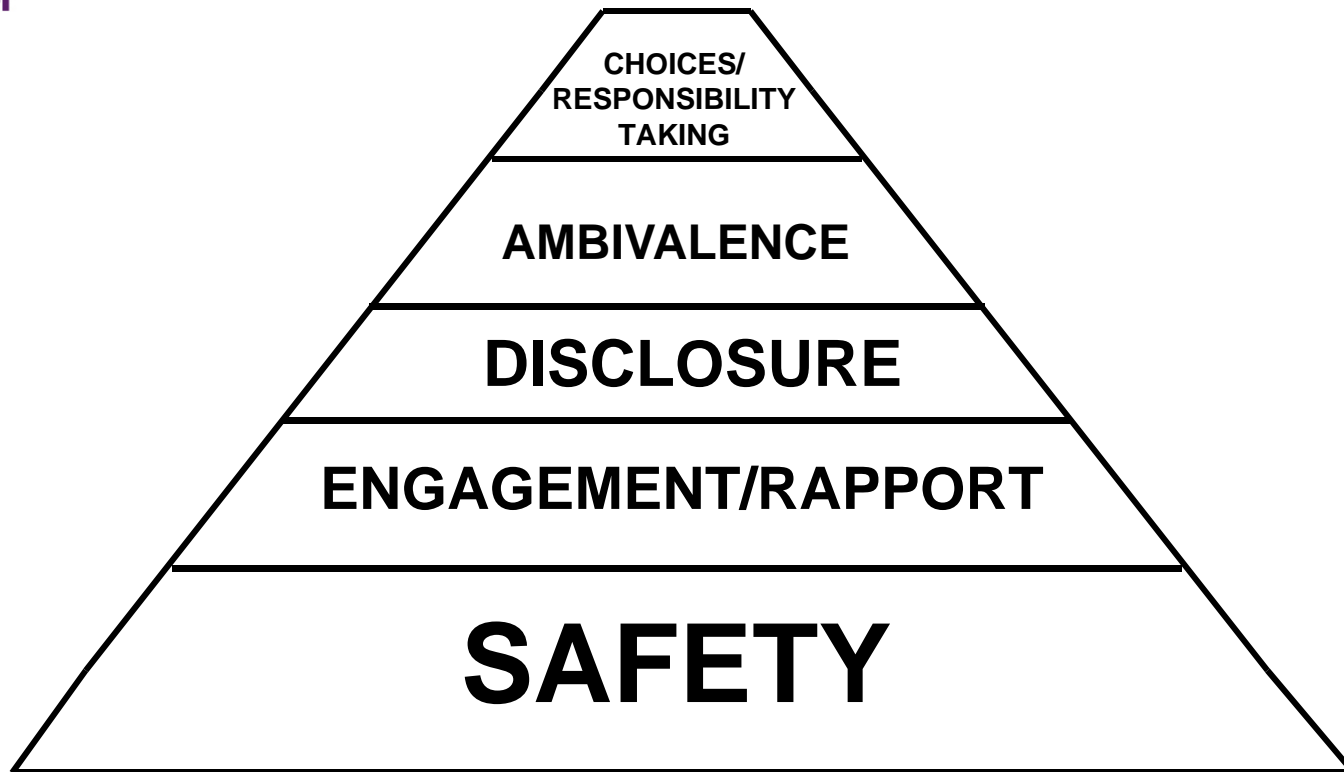 CHOICES/
RESPONSIBILITY
TAKING
AMBIVALENCE
DISCLOSURE
ENGAGEMENT/RAPPORT
SAFETY